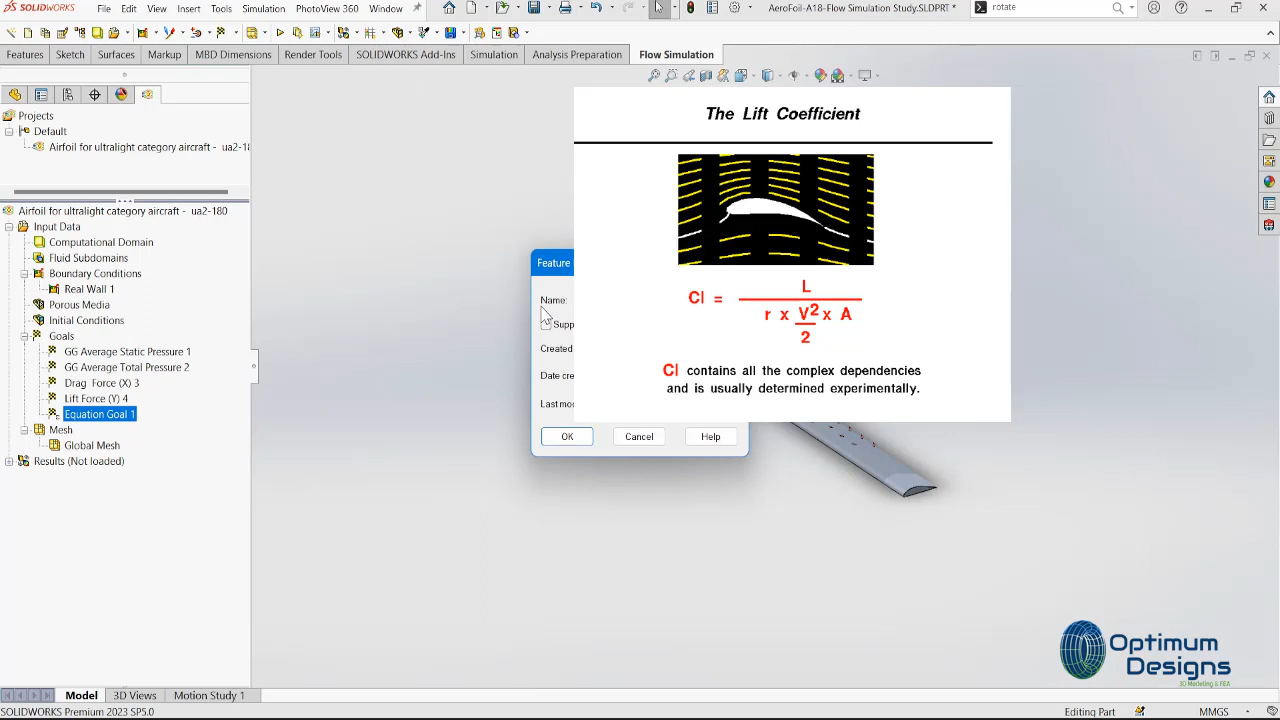 SOLIDWORKS File Edit View Insert Tools Simulation PhotoView 360 Window AeroFoil-A18-Flow Simulation Study.SLDPRT * rotate
Features Sketch Surfaces Markup MBD Dimensions Render Tools SOLIDWORKS Add-Ins Simulation Analysis Preparation Flow Simulation
Projects
Default
Airfoil for ultralight category aircraft - ua2-18
Airfoil for ultralight category aircraft - ua2-180
Input Data
Computational Domain
Fluid Subdomains
Boundary Conditions
Real Wall 1
Porous Media
Initial Conditions
Goals
GG Average Static Pressure 1
GG Average Total Pressure 2
Drag Force (X) 3
Lift Force (Y) 4
Equation Goal 1
Mesh
Global Mesh
Results (Not loaded)
Feature
Name:
Supp
Created
Date cre
Last mod
OK Cancel Help
The Lift Coefficient
Cl = L
r x V2 x A
2
Cl contains all the complex dependencies
and is usually determined experimentally.
Optimum
Designs
3D Modeling & FEA
Model 3D Views Motion Study 1
SOLIDWORKS Premium 2023 SP5.0 Editing Part MMGS